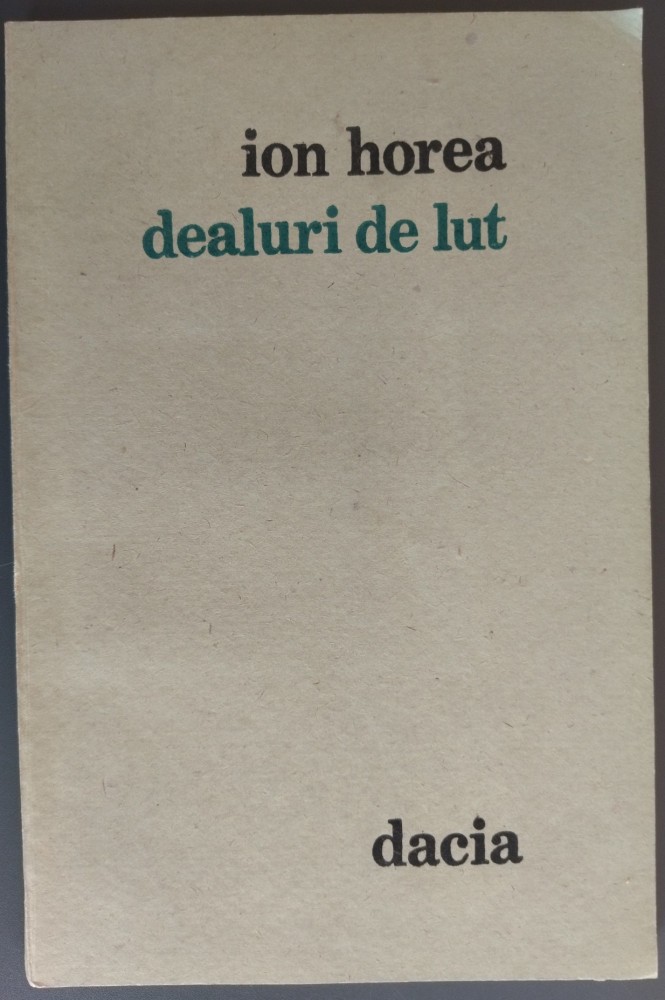 ion horea
dealuri de lut
dacia